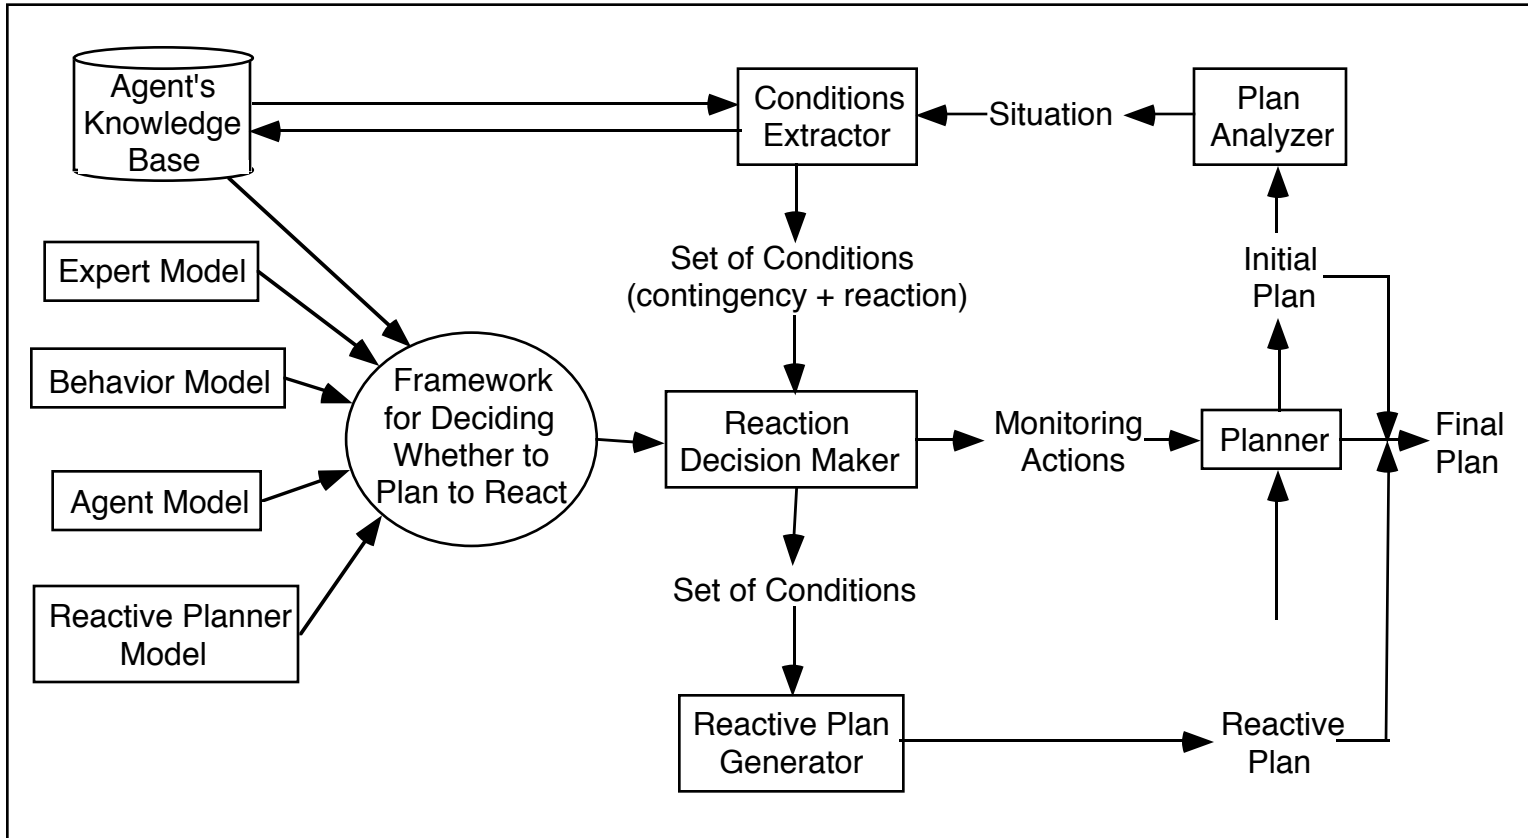 Agent's
Knowledge
Base
Conditions
Extractor
Situation
Plan
Analyzer
Expert Model
Set of Conditions
(contingency + reaction)
Initial
Plan
Behavior Model
Framework
for Deciding
Whether to
Plan to React
Reaction
Decision Maker
Monitoring
Actions
Planner
Final
Plan
Agent Model
Set of Conditions
Reactive Planner
Model
Reactive Plan
Generator
Reactive
Plan